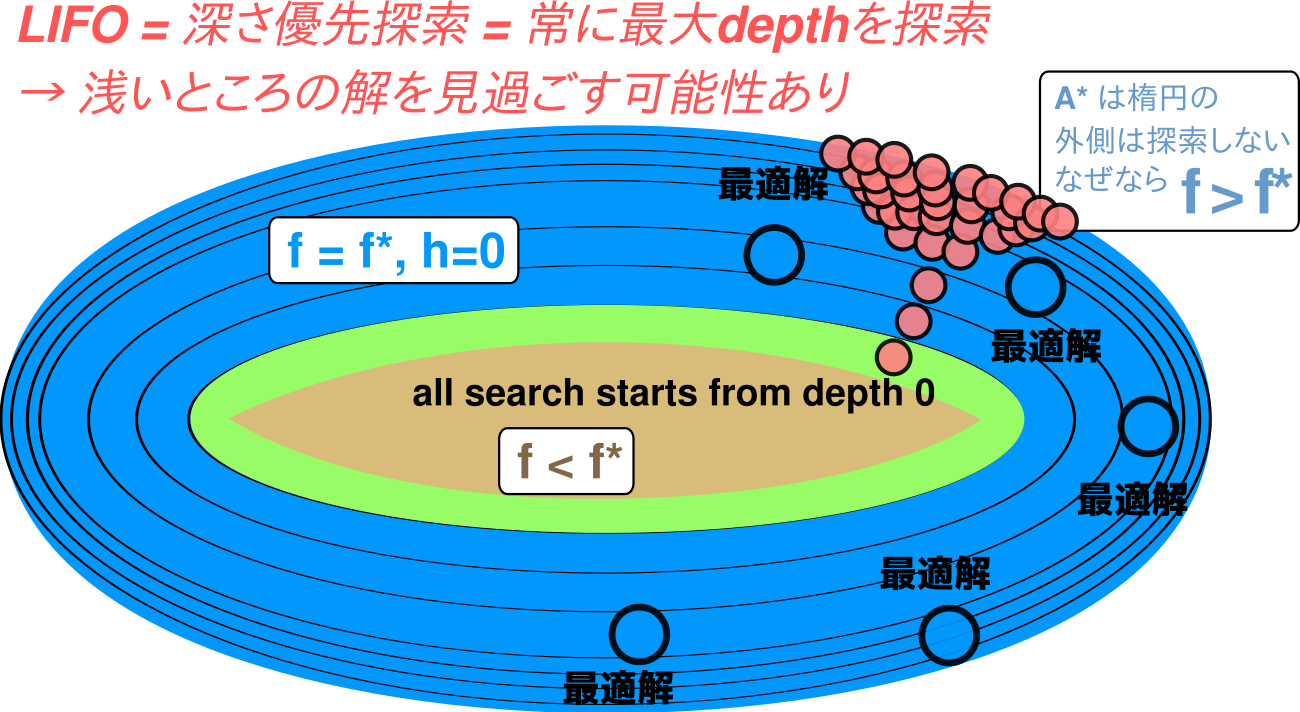 LIFO = 深さ優先探索 = 常に最大depthを探索
→ 浅いところの解を見過ごす可能性あり
A* は楕円の
外側は探索しない
なぜなら f > f*
最適解
f = f*, h=0
最適解
all search starts from depth 0
f < f*
最適解
最適解
最適解